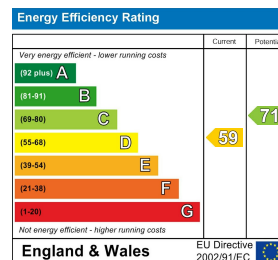 Energy Efficiency Rating
Current Potentia
Very energy efficient - lower running costs
(92 plus) A
(81-91) B
(69-80) C
71
(55-68) D
59
(39-54) E
(21-38) F
(1-20) G
Not energy efficient - higher running costs
England & Wales
EU Directive
2002/91/EC